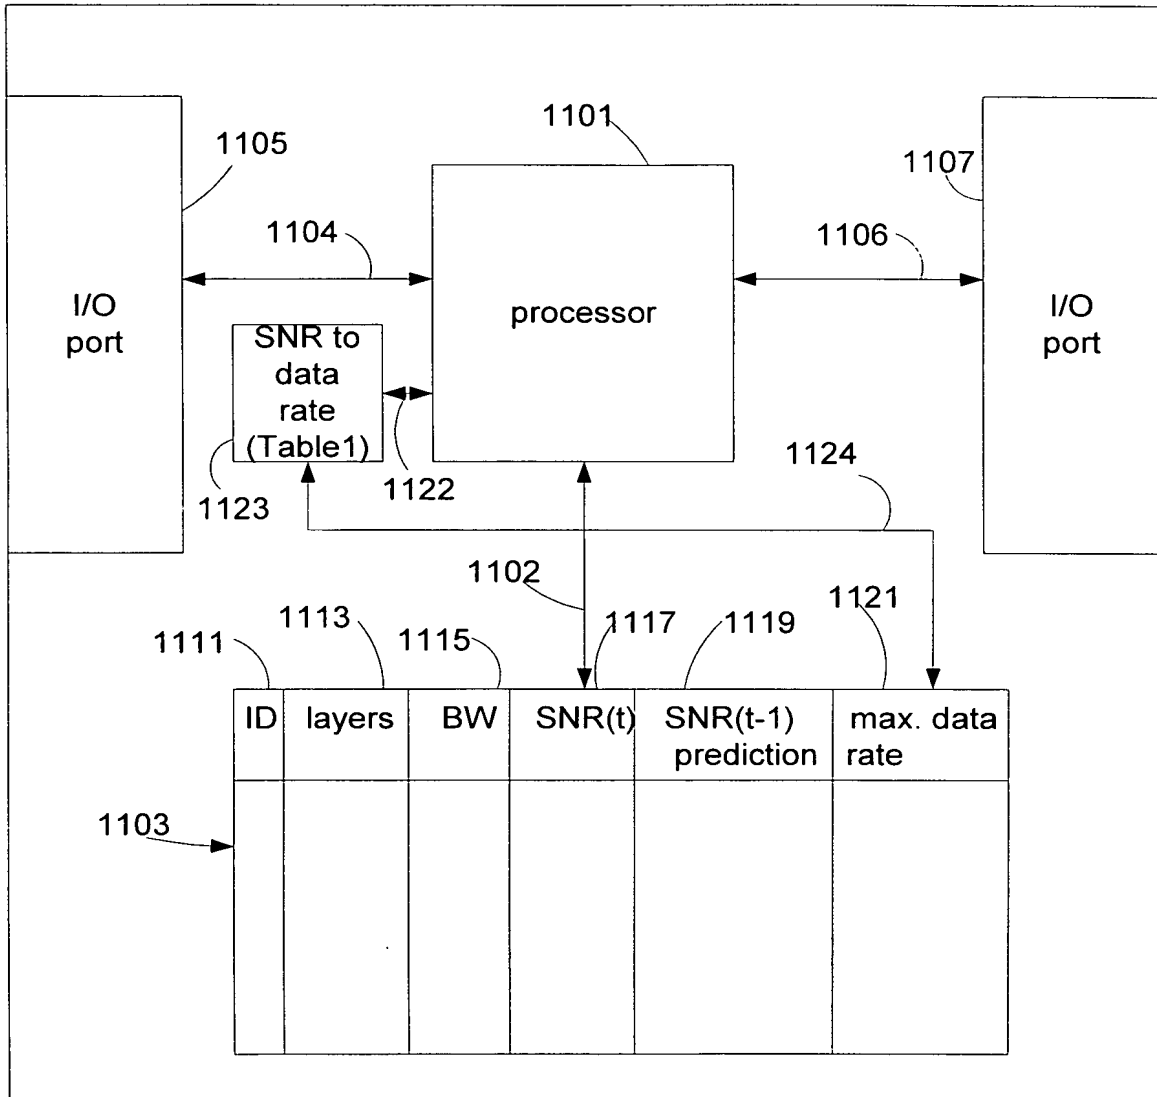 1101
1105
1107
1104
1106
I/O
port
processor
I/O
port
SNR to
data
rate
(Table1)
1124
1122
1123
1102
1121
1113
1117
1119
1111
1115
ID
layers
BW
SNR(t)
SNR(t-1)
prediction
max. data
rate
1103